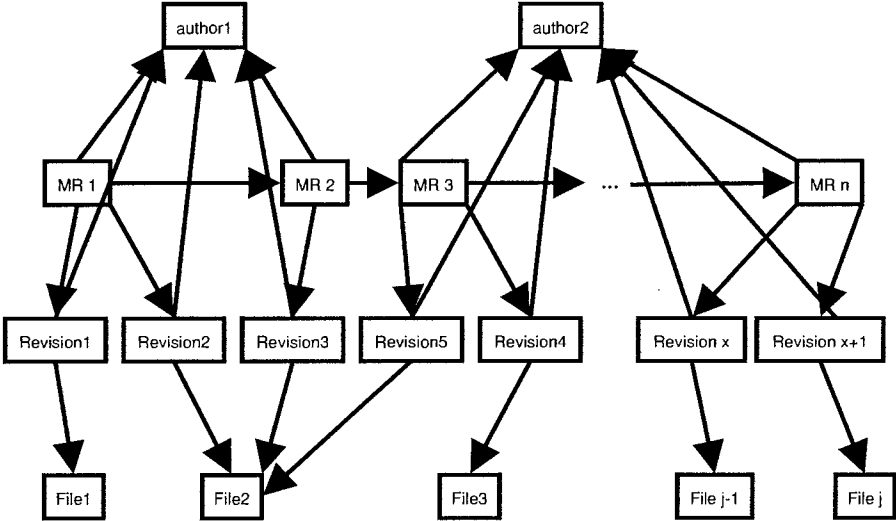 author1
author2
MR 1
MR 2
MR 3
...
MR n
Revision1
Revision2
Revision3
Revision5
Revision4
Revision x
Revision x+1
File1
File2
File3
File j-1
File j